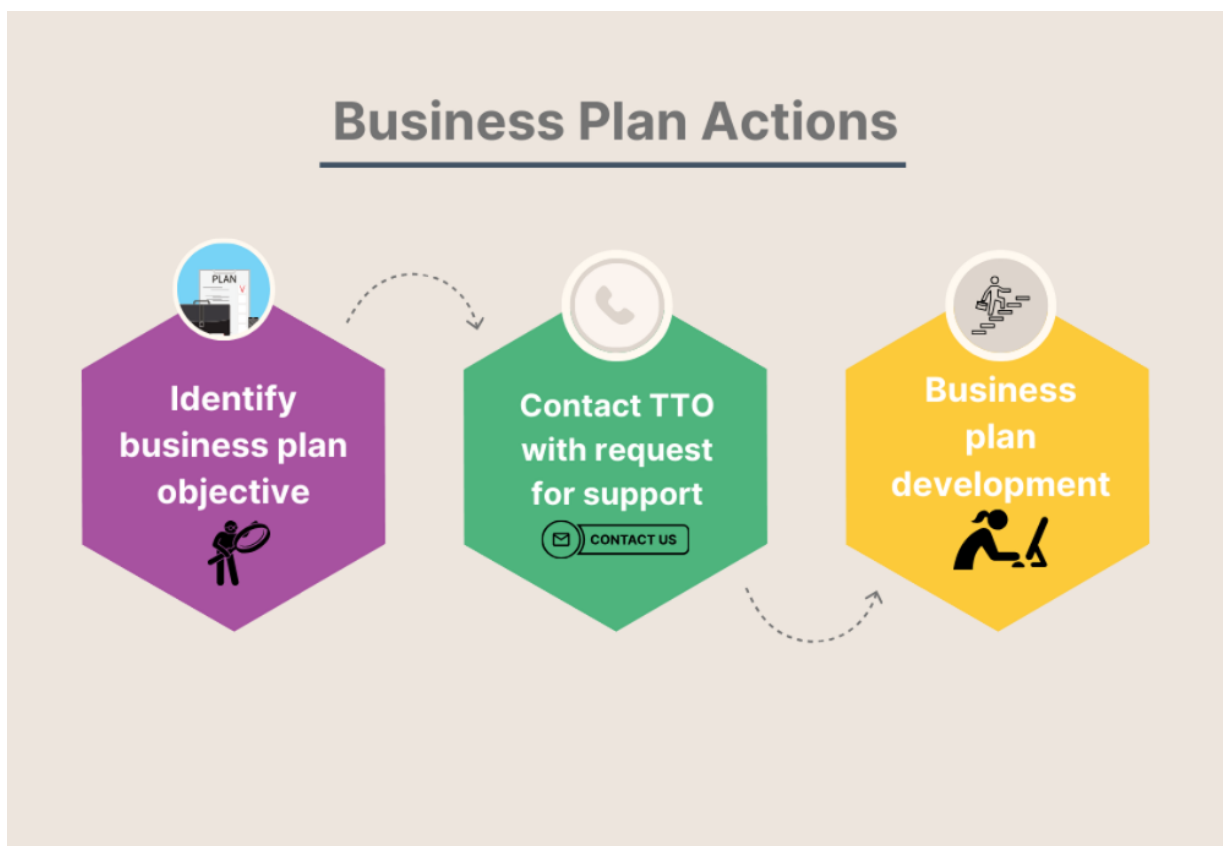 Business Plan Actions
PLAN
Identify
business plan
objective
Contact TTO
with request
for support
CONTACT US
Business
plan
development